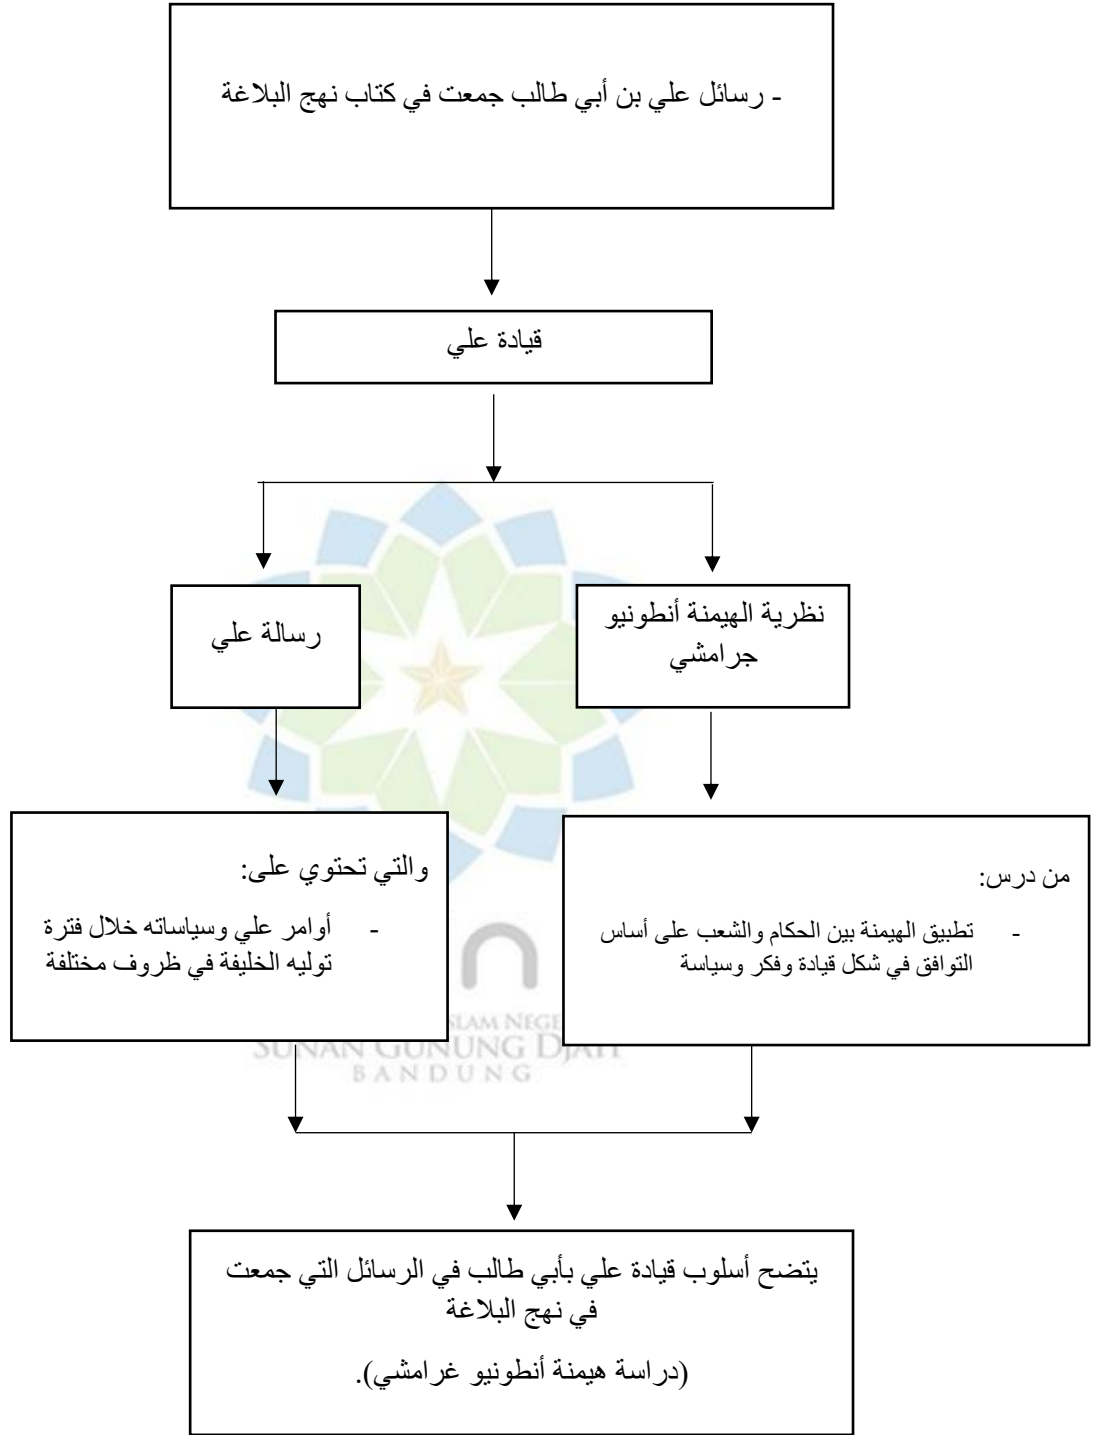 - رسائل علي بن أبي طالب جمعت في كتاب نهج البلاغة
قيادة علي
نظرية الهيمنة أنطونيو
جرامشي
رسالة علي
من درس:
- تطبيق الهيمنة بين الحكام والشعب على أساس
التوافق في شكل قيادة وفكر وسياسة
والتي تحتوي على:
- أوامر علي وسياساته خلال فترة
توليه الخليفة في ظروف مختلفة
SUNAN GUNUNG DJATI
BANDUNG
يتضح أسلوب قيادة علي بأبي طالب في الرسائل التي جمعت
في نهج البلاغة
(دراسة هيمنة أنطونيو غرامشي).